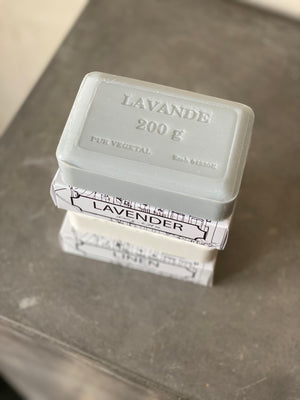 LAVANDE
200 g
PUR VEGETAL
LAVENDER
LINEN